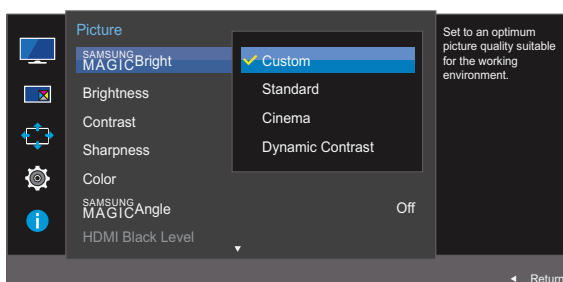 Picture
SAMSUNG
MAGICBright
Brightness
Contrast
Sharpness
Color
SAMSUNG
MAGICAngle
Off
HDMI Black Level
Custom
Standard
Cinema
Dynamic Contrast
Set to an optimum
picture quality suitable
for the working
environment.
Return